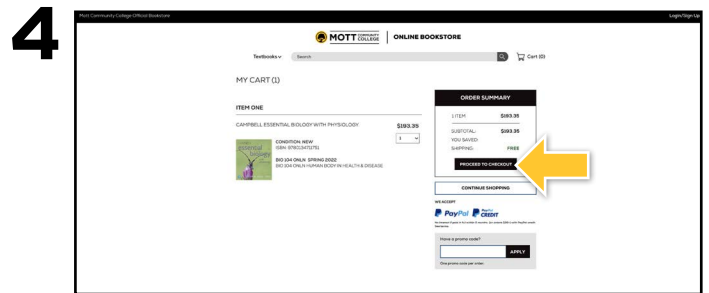 4
Mott Community College Official Bookstore
Login/Sign Up
MOTT COMMUNITY COLLEGE
ONLINE BOOKSTORE
Textbooks
Search
Cart (0)
MY CART (1)
ITEM ONE
CAMPBELL ESSENTIAL BIOLOGY WITH PHYSIOLOGY
$193.35
1
essential biology
CONDITION: NEW
BIO 104 ONLN SPRING 2022
BIO 104 ONLN HUMAN BODY IN HEALTH & DISEASE
ORDER SUMMARY
1 ITEM: $193.35
SUBTOTAL: $193.35
YOU SAVED
SHIPPING: FREE
PROCEED TO CHECKOUT
CONTINUE SHOPPING
WE ACCEPT
PayPal PayPal CREDIT
Have a promo code?
APPLY
One promo code per order.